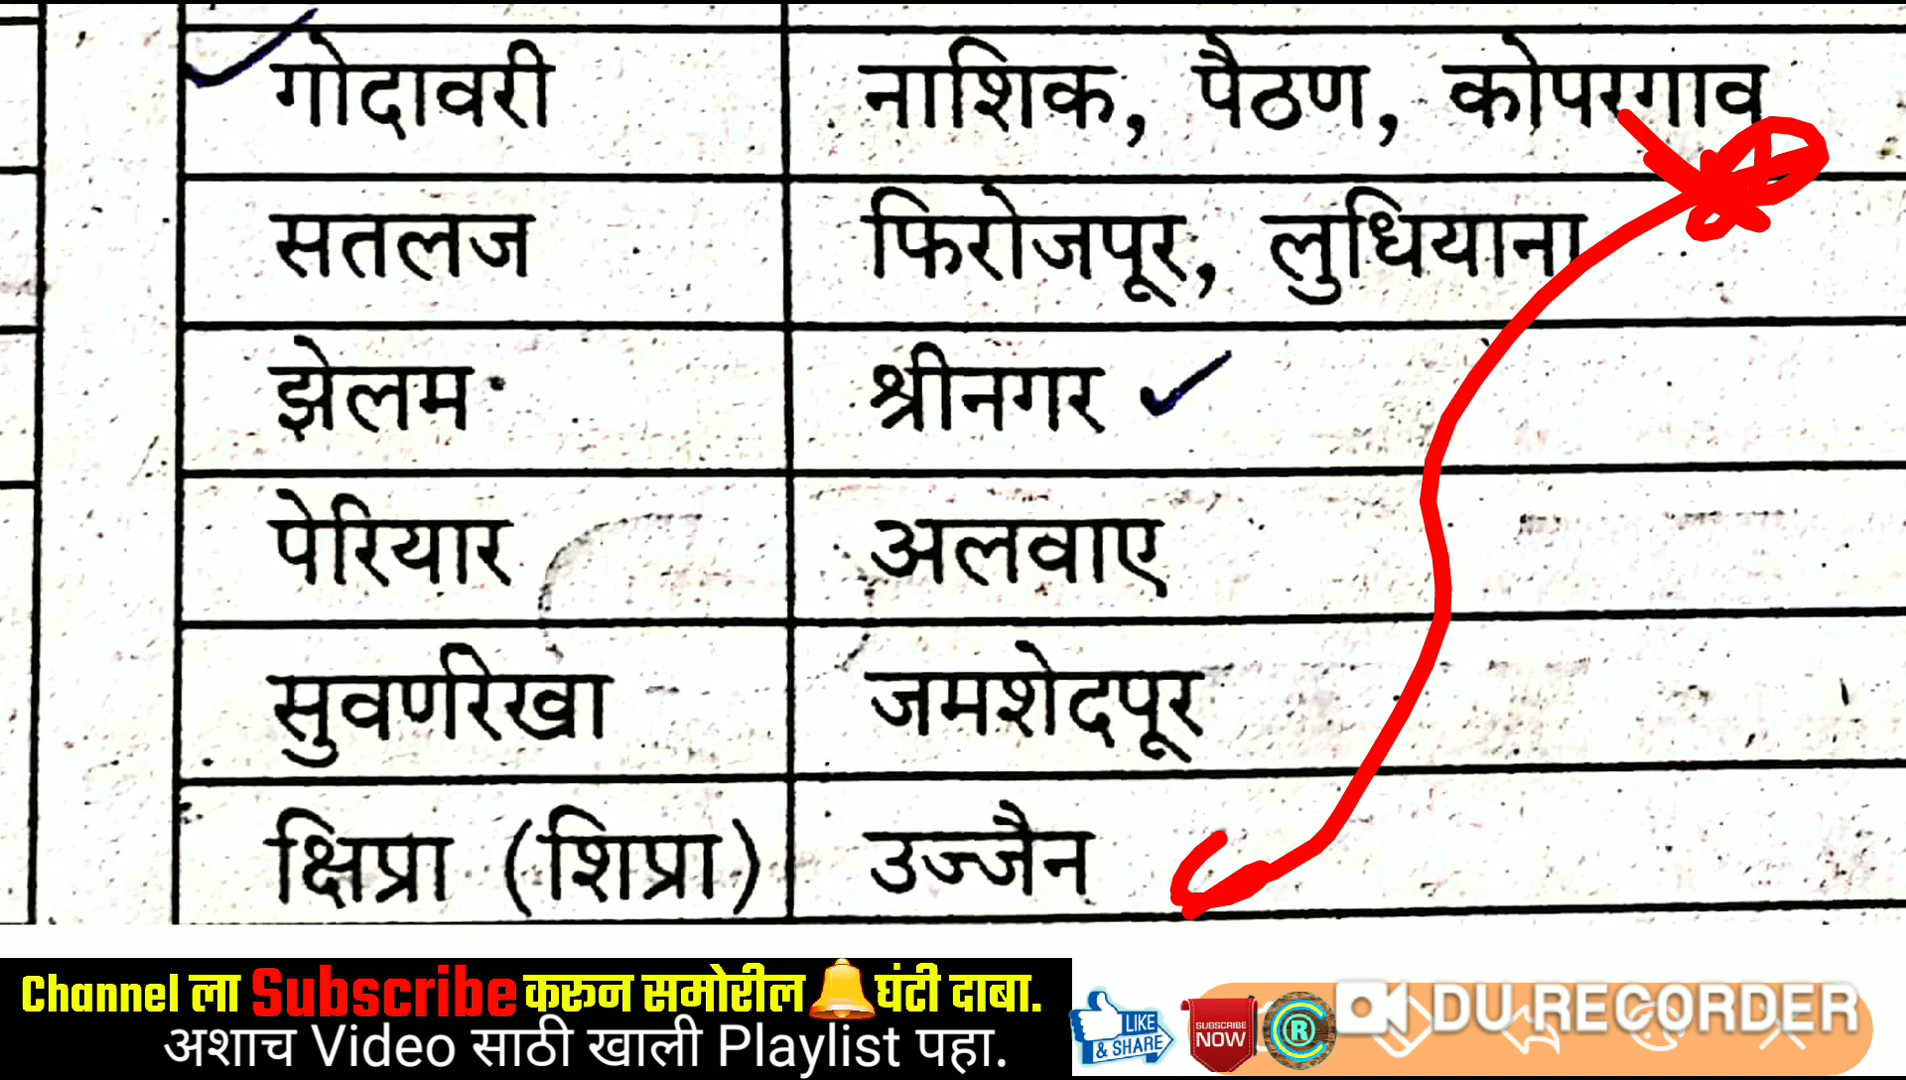 गोदावरी नाशिक, पैठण, कोपरगाव
सतलज फिरोजपूर, लुधियाना
झेलम श्रीनगर
पेरियार अलवाए
सुवर्णरेखा जमशेदपूर
क्षिप्रा (शिप्रा) उज्जैन
Channel ला Subscribe करून समोरील घंटी दाबा.
अशाच Video साठी खाली Playlist पहा.
LIKE
& SHARE
SUBSCRIBE
NOW
R
DU RECORDER